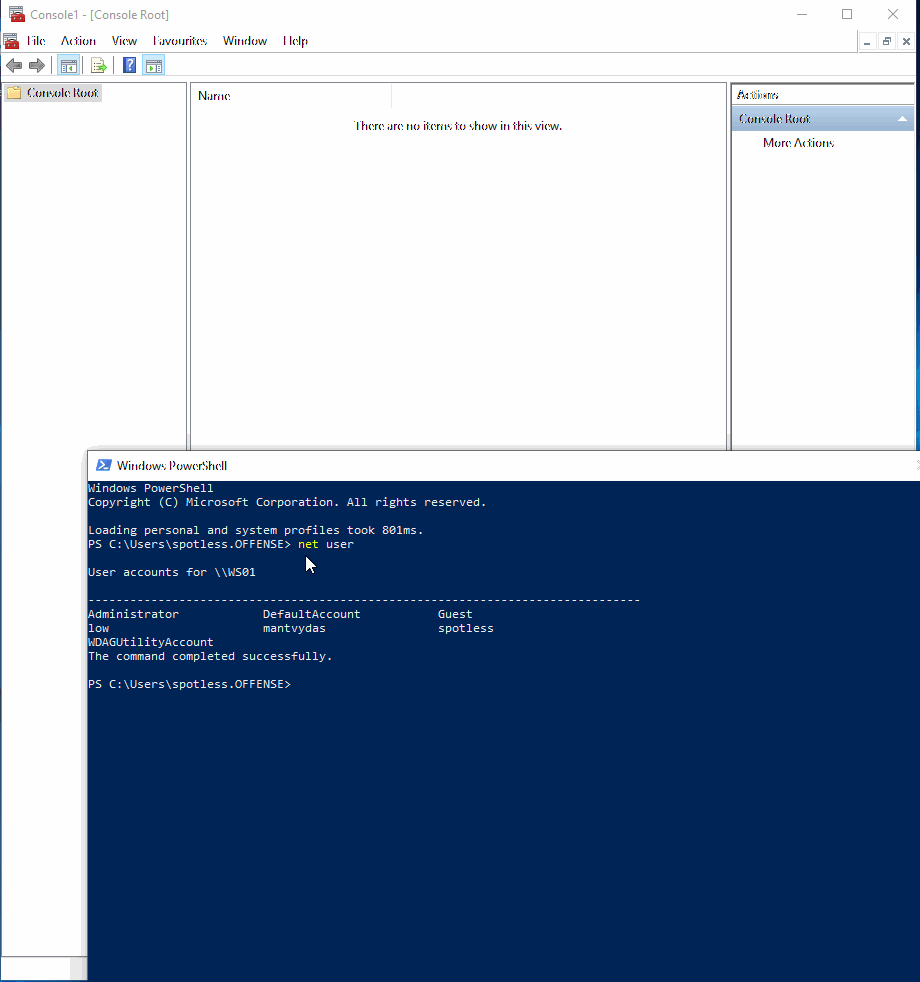 Console1 - [Console Root]
File Action View Favourites Window Help
Console Root
Name
There are no items to show in this view.
Actions
Console Root
More Actions
Windows PowerShell
Windows PowerShell
Copyright (C) Microsoft Corporation. All rights reserved.
Loading personal and system profiles took 801ms.
PS C:\Users\spotless.OFFENSE> net user
User accounts for \\WS01
-------------------------------------------------------------------------------
Administrator DefaultAccount Guest
low mantvydas spotless
WDAGUtilityAccount
The command completed successfully.
PS C:\Users\spotless.OFFENSE>